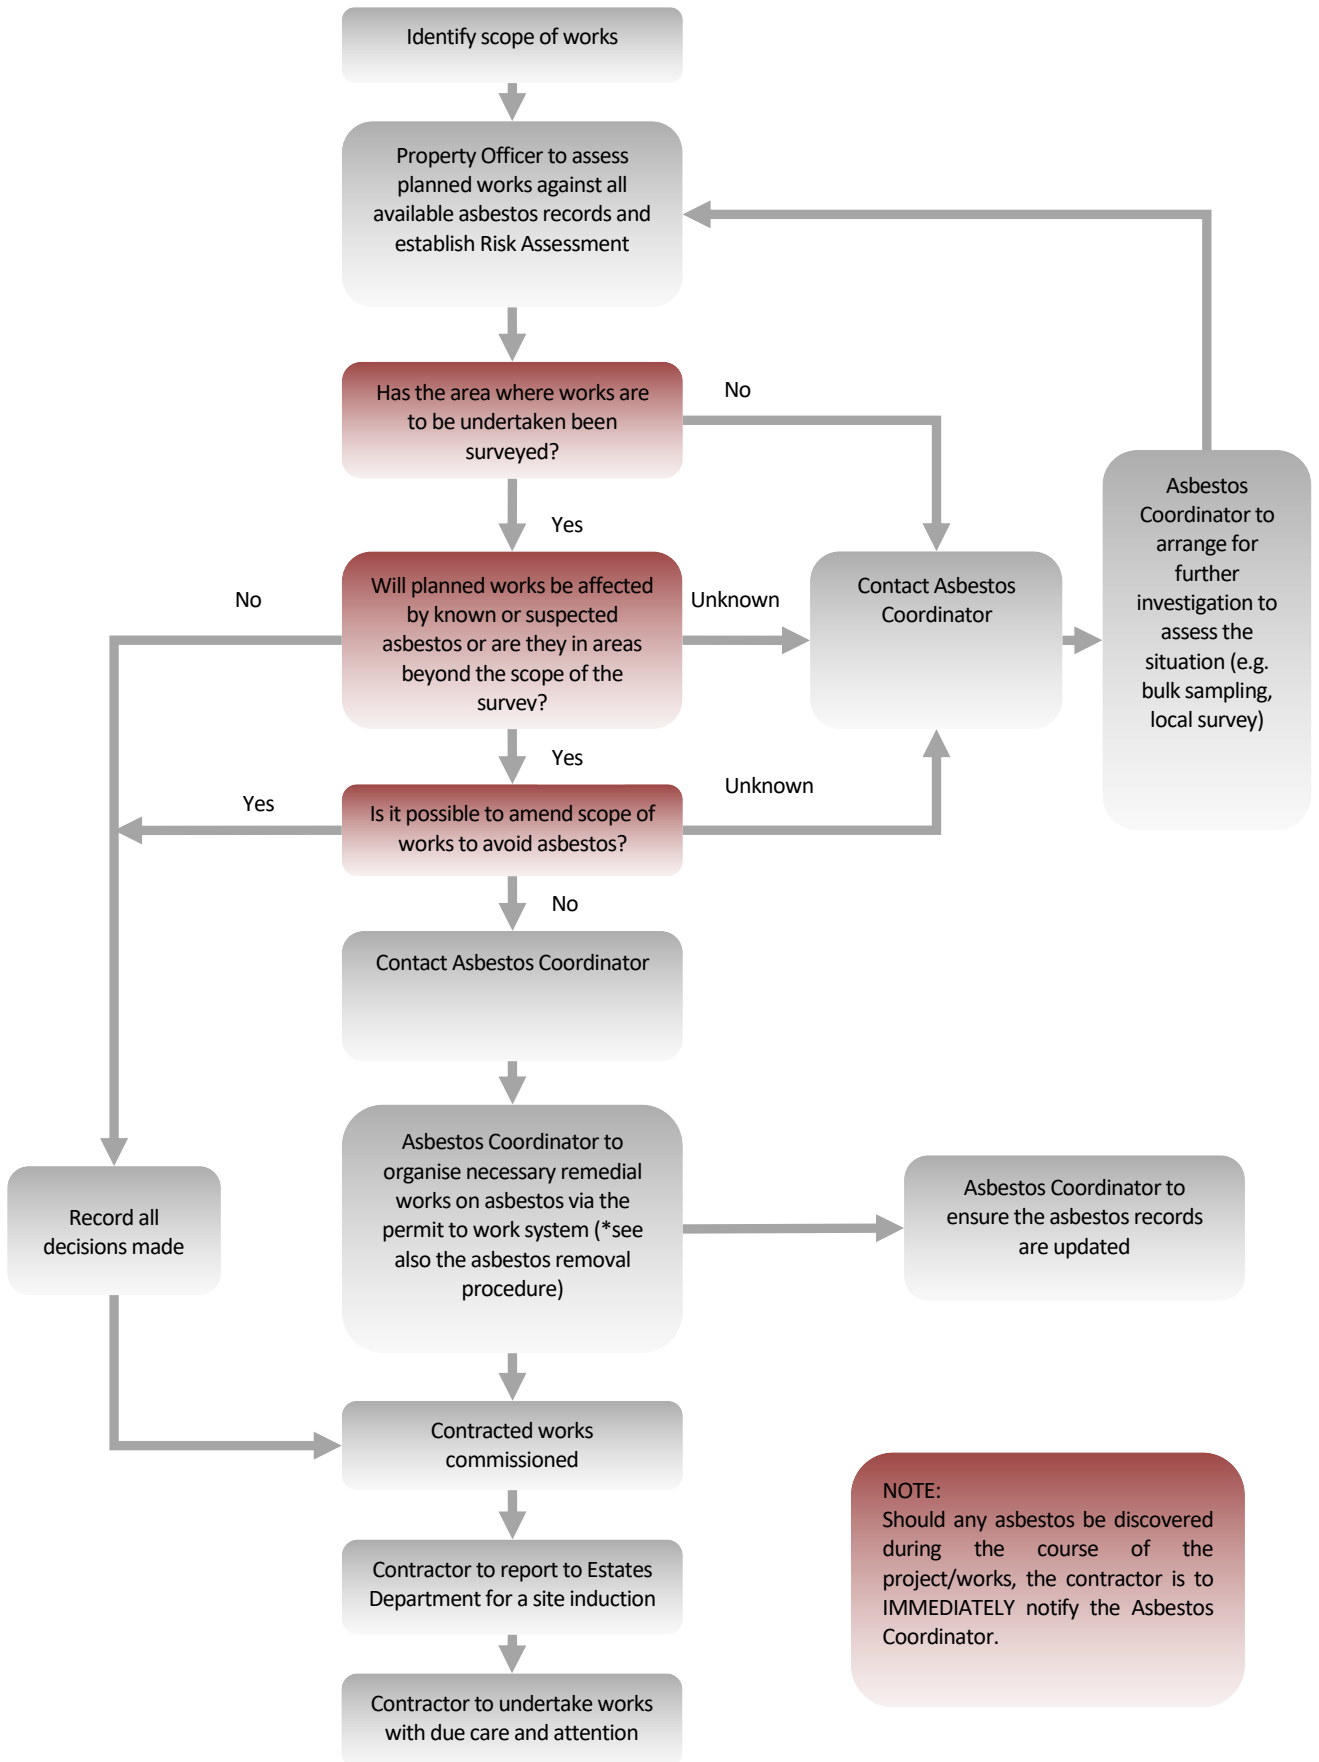 Identify scope of works
Property Officer to assess
planned works against all
available asbestos records and
establish Risk Assessment
Has the area where works are
to be undertaken been
surveyed?
No
Yes
Will planned works be affected
by known or suspected
asbestos or are they in areas
beyond the scope of the
survev?
No
Unknown
Contact Asbestos
Coordinator
Asbestos
Coordinator to
arrange for
further
investigation to
assess the
situation (e.g.
bulk sampling,
local survey)
Yes
Is it possible to amend scope of
works to avoid asbestos?
Yes
Unknown
No
Contact Asbestos Coordinator
Asbestos Coordinator to
organise necessary remedial
works on asbestos via the
permit to work system (*see
also the asbestos removal
procedure)
Asbestos Coordinator to
ensure the asbestos records
are updated
Record all
decisions made
Contracted works
commissioned
Contractor to report to Estates
Department for a site induction
Contractor to undertake works
with due care and attention
NOTE:
Should any asbestos be discovered
during the course of the
project/works, the contractor is to
IMMEDIATELY notify the Asbestos
Coordinator.